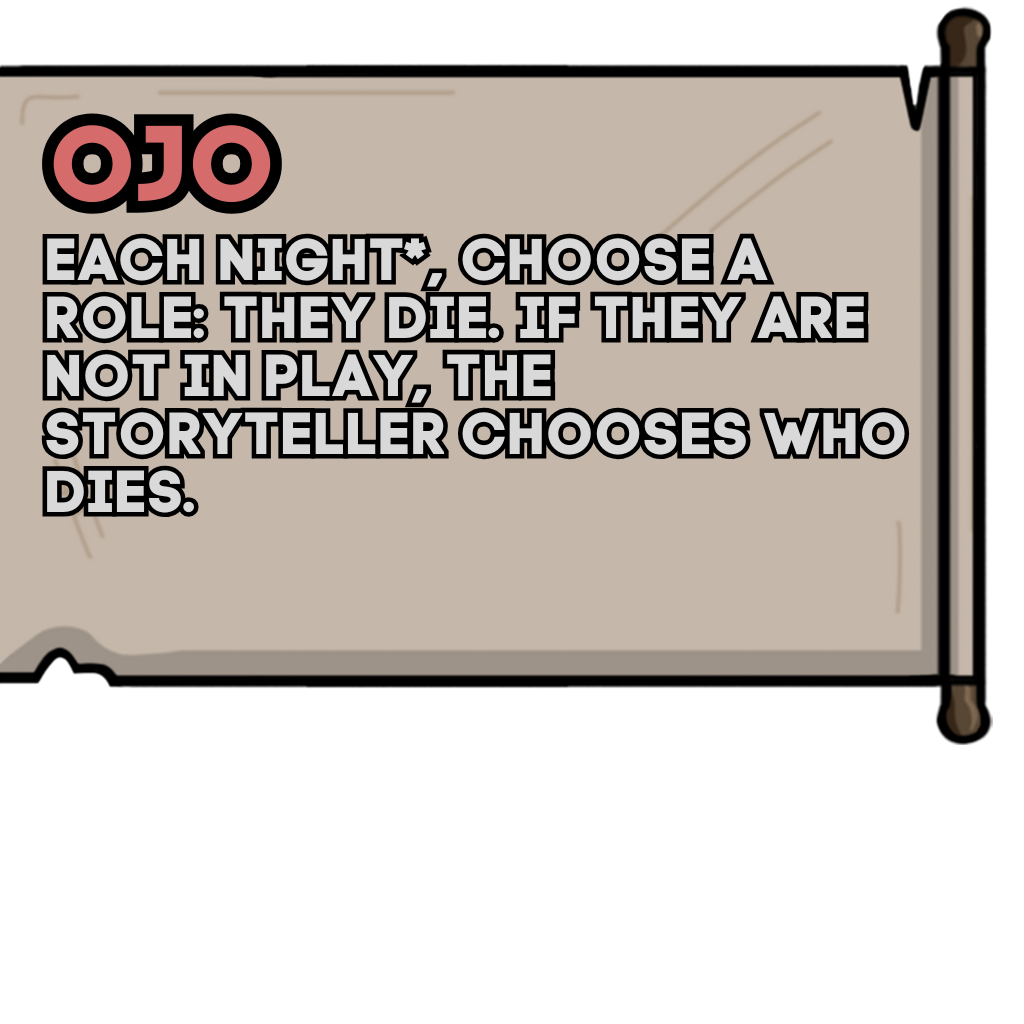 OJO
EACH NIGHT*, CHOOSE A
ROLE: THEY DIE. IF THEY ARE
NOT IN PLAY, THE
STORYTELLER CHOOSES WHO
DIES.